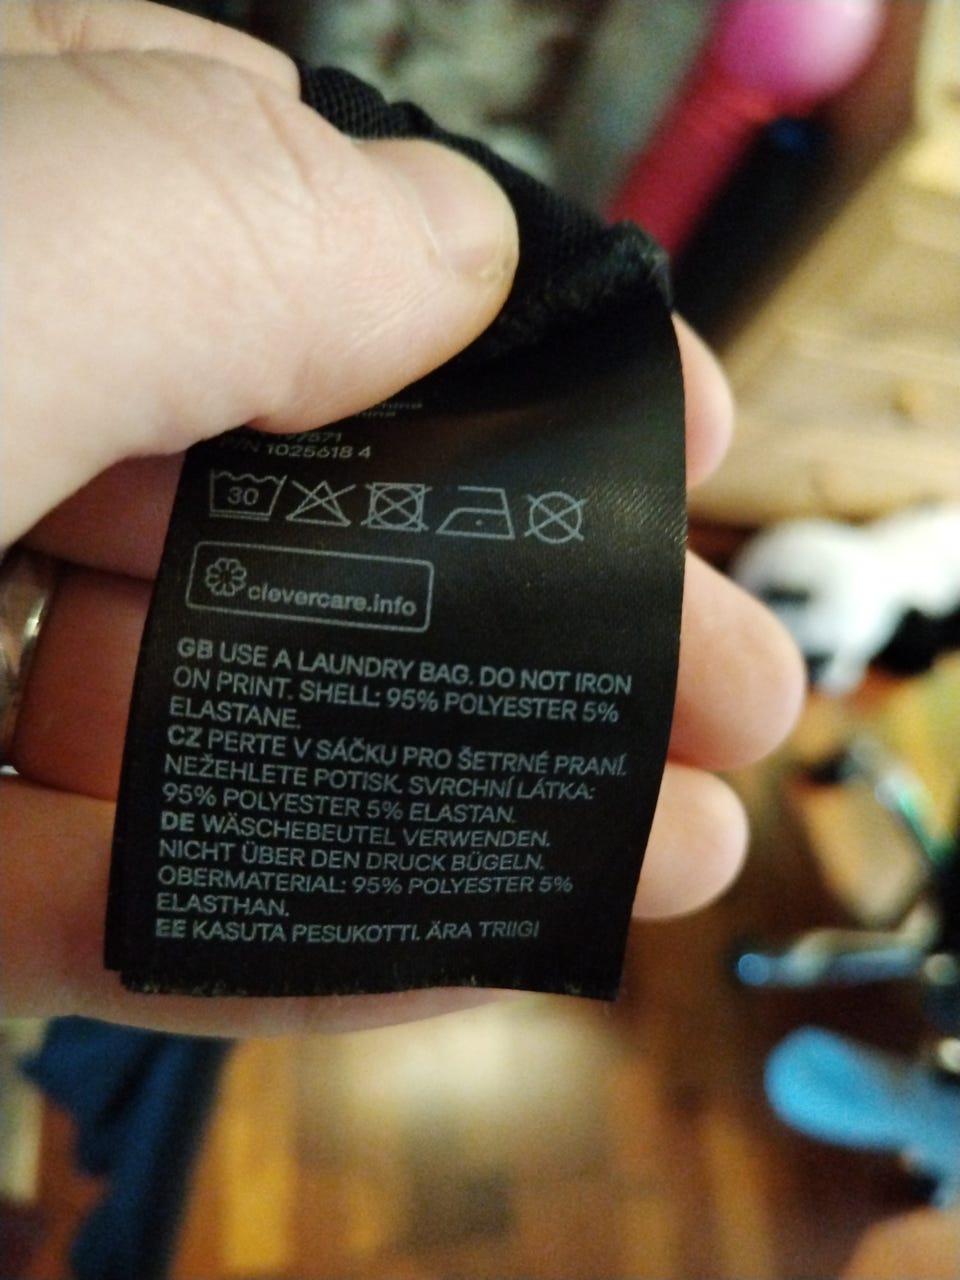 P/N 1025618 4
30
clevercare.info
GB USE A LAUNDRY BAG. DO NOT IRON
ON PRINT. SHELL: 95% POLYESTER 5%
ELASTANE.
CZ PERTE V SÁČKU PRO ŠETRNÉ PRANÍ.
NEŽEHLETE POTISK. SVRCHNÍ LÁTKA:
95% POLYESTER 5% ELASTAN.
DE WÄSCHEBEUTEL VERWENDEN.
NICHT ÜBER DEN DRUCK BÜGELN.
OBERMATERIAL: 95% POLYESTER 5%
ELASTHAN.
EE KASUTA PESUKOTTI. ÄRA TRIIGI